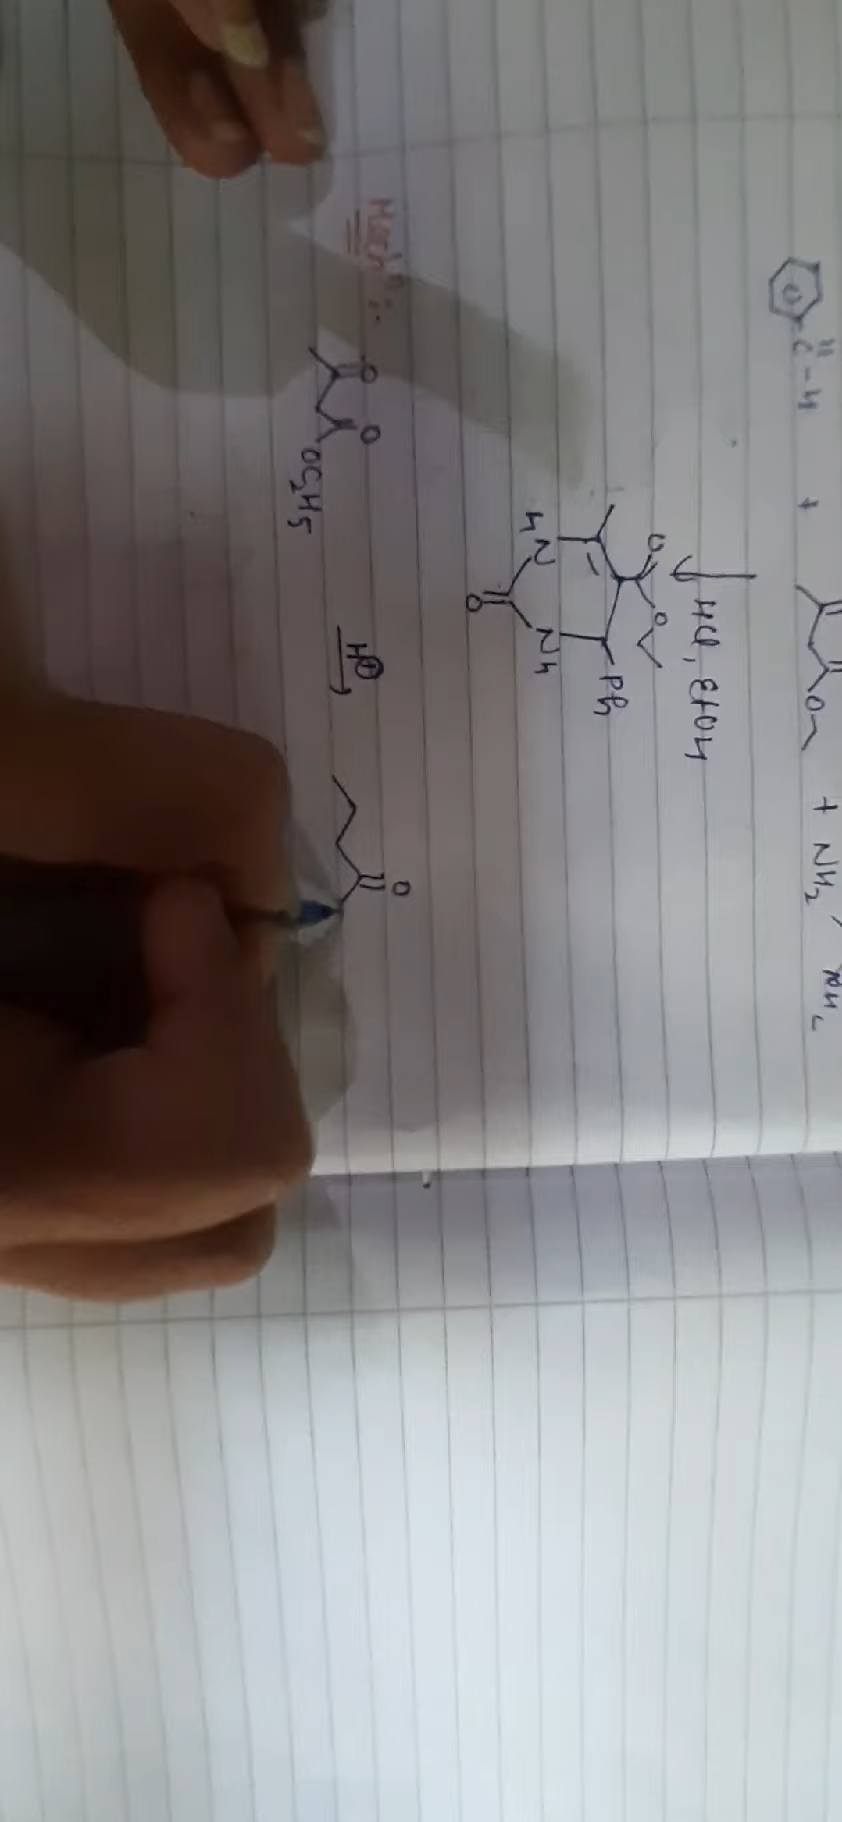 C - H + O + NH₂ NH₂
HCl, EtOH
O O
Ph
HN NH
O
Mech^n :-
O O O
OC₂H₅ H⊕